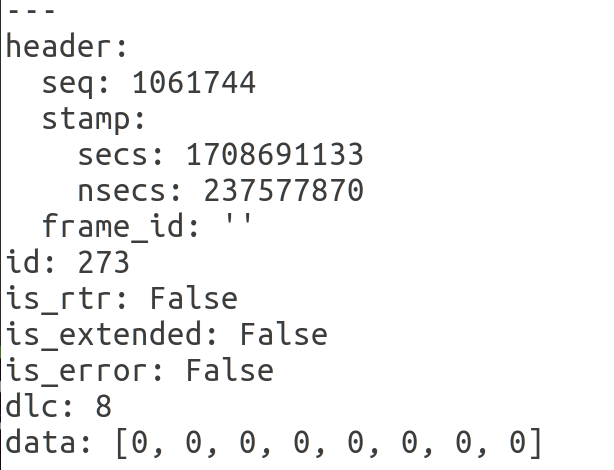 ---
header:
  seq: 1061744
  stamp:
    secs: 1708691133
    nsecs: 237577870
  frame_id: ''
id: 273
is_rtr: False
is_extended: False
is_error: False
dlc: 8
data: [0, 0, 0, 0, 0, 0, 0, 0]